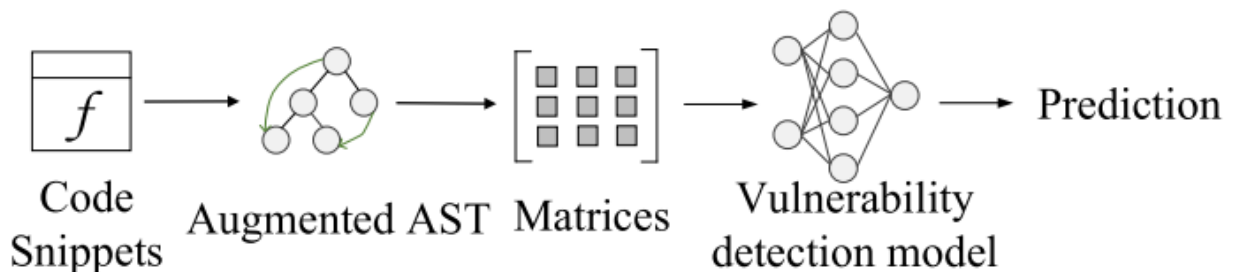 f
Code
Snippets
Augmented AST
Matrices
Vulnerability
detection model
Prediction